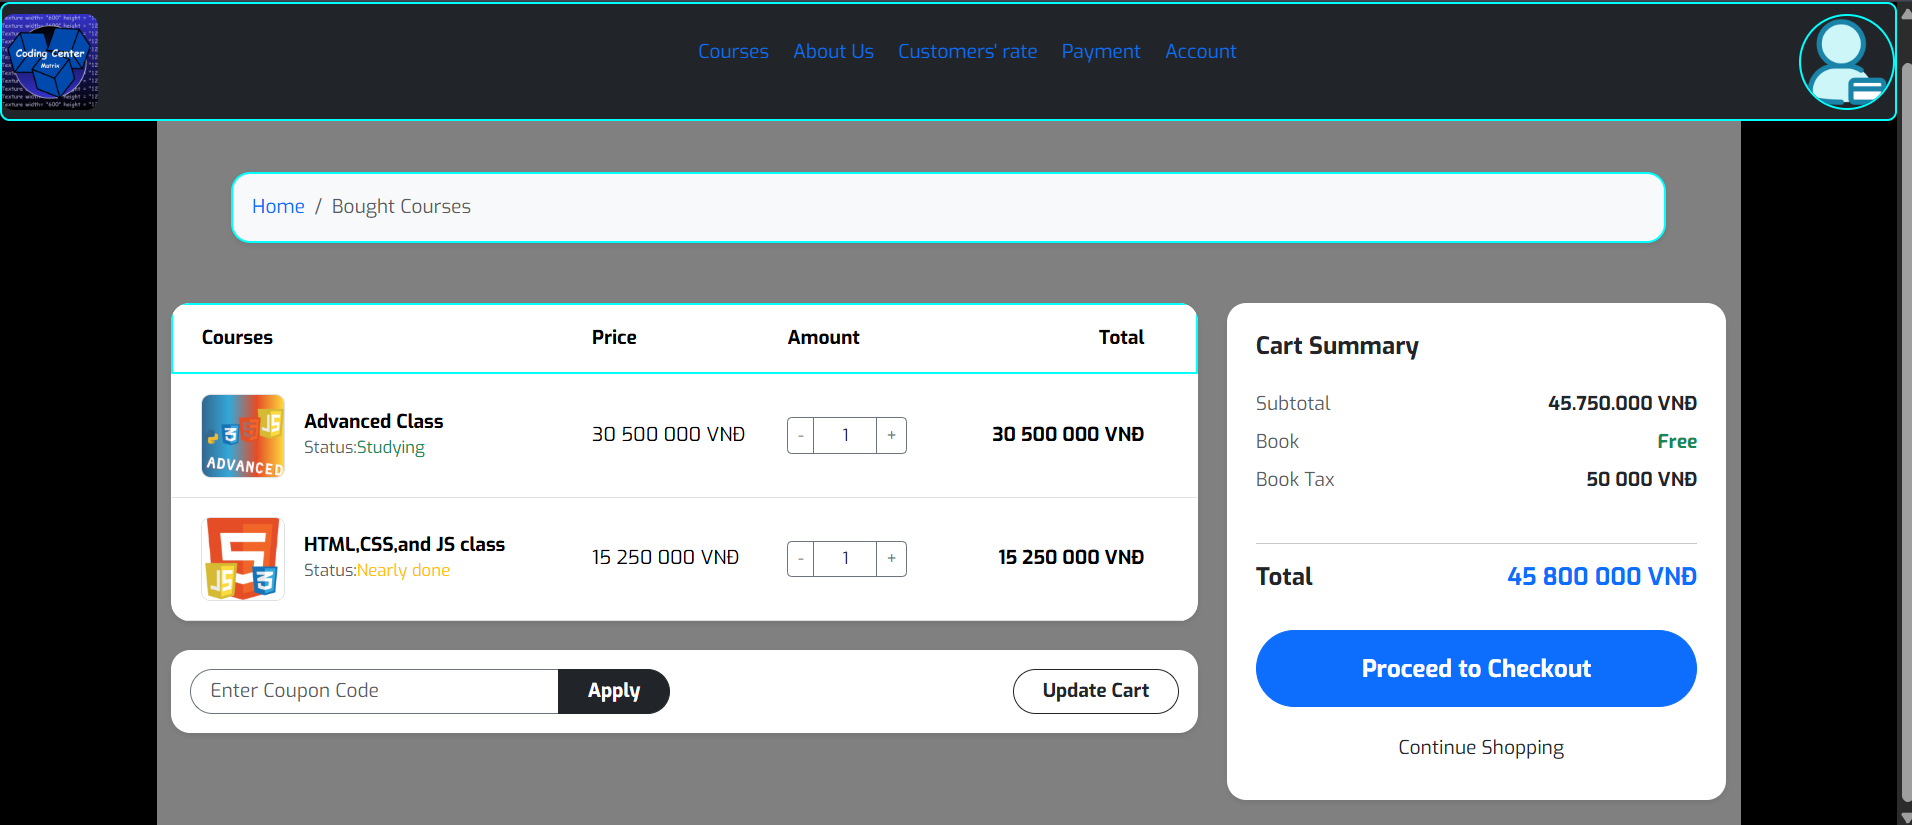 Coding Center
Matrix
Courses About Us Customers' rate Payment Account
Home / Bought Courses
Courses Price Amount Total
ADVANCED
Advanced Class
Status:Studying
30 500 000 VNĐ
- 1 +
30 500 000 VNĐ
HTML,CSS,and JS class
Status:Nearly done
15 250 000 VNĐ
- 1 +
15 250 000 VNĐ
Enter Coupon Code
Apply
Update Cart
Cart Summary
Subtotal 45.750.000 VNĐ
Book Free
Book Tax 50 000 VNĐ
Total 45 800 000 VNĐ
Proceed to Checkout
Continue Shopping